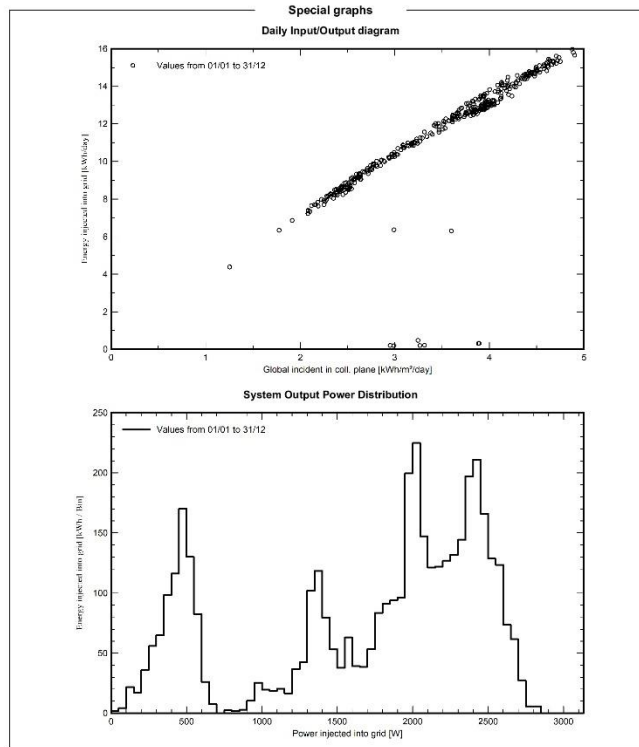 Special graphs
Daily Input/Output diagram
16
14
12
10
8
6
4
2
0
Values from 01/01 to 31/12
Energy injected into grid [kWh/day]
0 1 2 3 4 5
Global incident in coll. plane [kWh/m²/day]
System Output Power Distribution
250
200
150
100
50
0
Values from 01/01 to 31/12
Energy injected into grid [kWh / Bin]
0 500 1000 1500 2000 2500 3000
Power injected into grid [W]